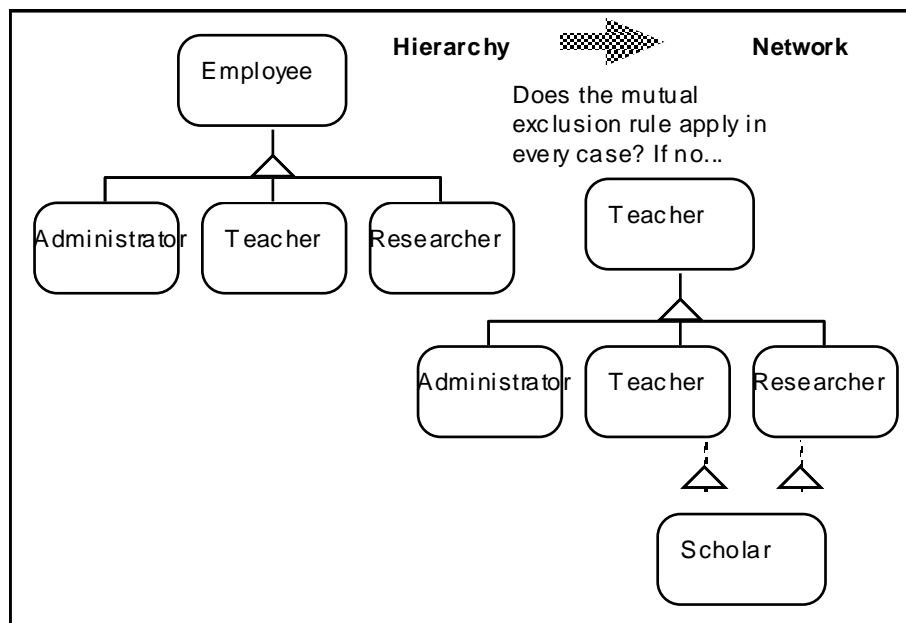 Hierarchy
Network
Employee
Does the mutual
exclusion rule apply in
every case? If no...
Administrator
Teacher
Researcher
Teacher
Administrator
Teacher
Researcher
Scholar